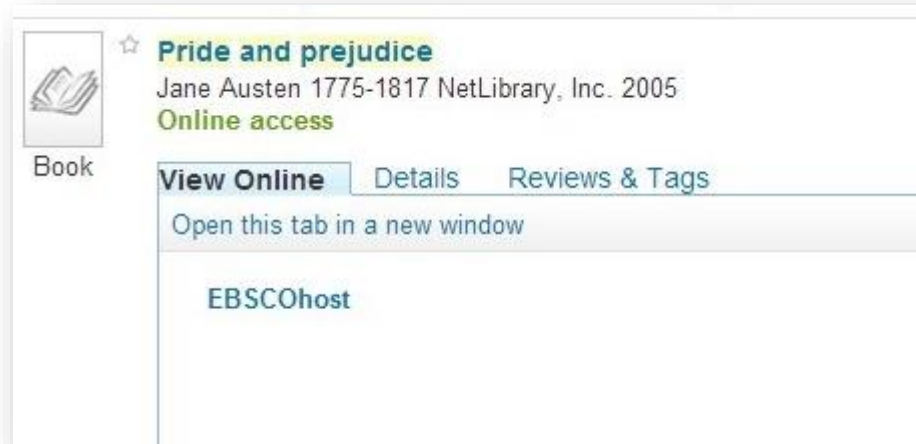 Pride and prejudice
Jane Austen 1775-1817 NetLibrary, Inc. 2005
Online access
Book
View Online Details Reviews & Tags
Open this tab in a new window
EBSCOhost